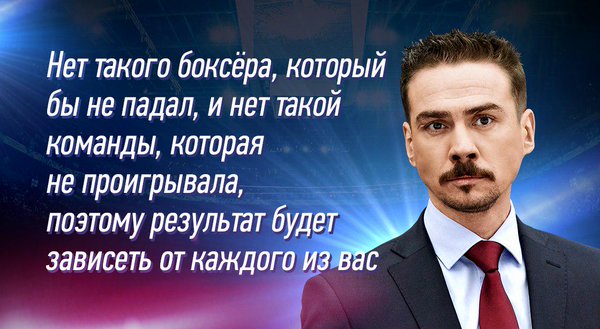 Нет такого боксёра, который
бы не падал, и нет такой
команды, которая
не проигрывала,
поэтому результат будет
зависеть от каждого из вас